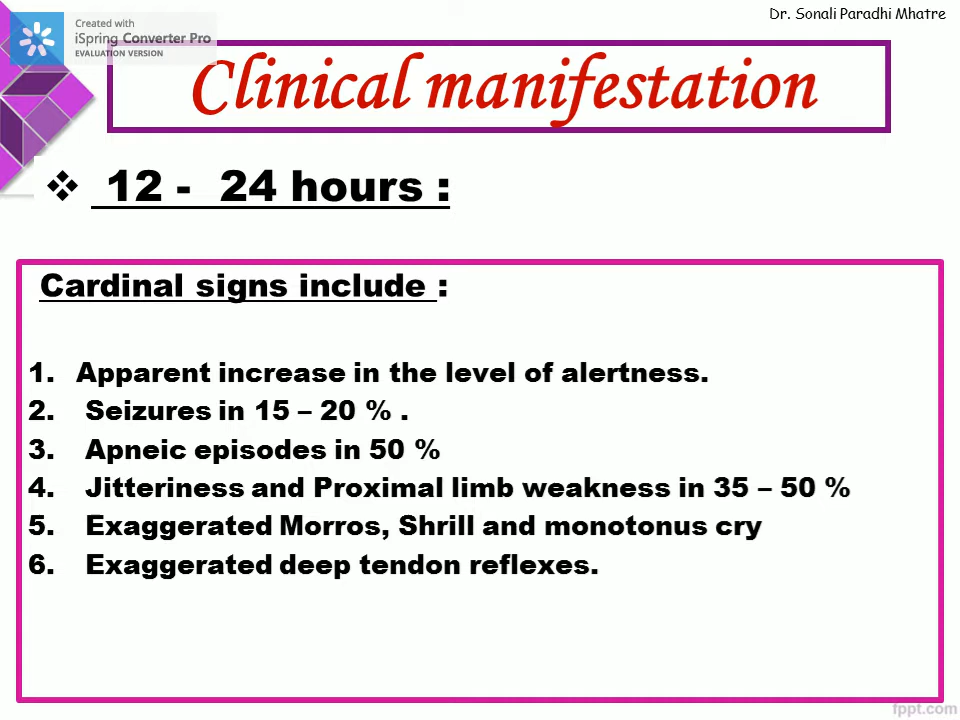 Dr. Sonali Paradhi Mhatre
Created with
iSpring Converter Pro
EVALUATION VERSION
Clinical manifestation
❖ 12 - 24 hours :
Cardinal signs include :
1. Apparent increase in the level of alertness.
2. Seizures in 15 – 20 % .
3. Apneic episodes in 50 %
4. Jitteriness and Proximal limb weakness in 35 – 50 %
5. Exaggerated Morros, Shrill and monotonus cry
6. Exaggerated deep tendon reflexes.
fppt.com